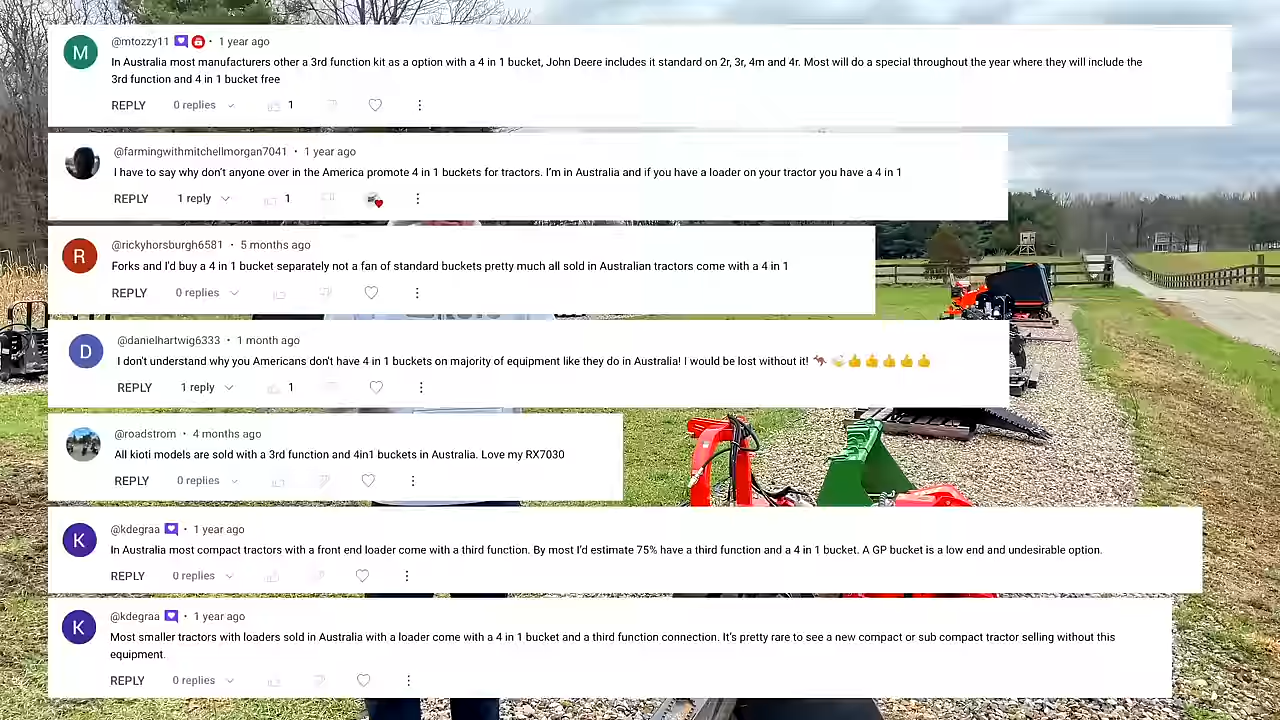 M
@mtozzy11 • 1 year ago
In Australia most manufacturers other a 3rd function kit as a option with a 4 in 1 bucket, John Deere includes it standard on 2r, 3r, 4m and 4r. Most will do a special throughout the year where they will include the
3rd function and 4 in 1 bucket free
REPLY 0 replies 1
@farmingwithmitchellmorgan7041 • 1 year ago
I have to say why don't anyone over in the America promote 4 in 1 buckets for tractors. I'm in Australia and if you have a loader on your tractor you have a 4 in 1
REPLY 1 reply 1
R
@rickyhorsburgh6581 • 5 months ago
Forks and I'd buy a 4 in 1 bucket separately not a fan of standard buckets pretty much all sold in Australian tractors come with a 4 in 1
REPLY 0 replies
D
@danielhartwig6333 • 1 month ago
I don't understand why you Americans don't have 4 in 1 buckets on majority of equipment like they do in Australia! I would be lost without it!
REPLY 1 reply 1
@roadstrom • 4 months ago
All kioti models are sold with a 3rd function and 4in1 buckets in Australia. Love my RX7030
REPLY 0 replies
K
@kdegraa • 1 year ago
In Australia most compact tractors with a front end loader come with a third function. By most I'd estimate 75% have a third function and a 4 in 1 bucket. A GP bucket is a low end and undesirable option.
REPLY 0 replies
K
@kdegraa • 1 year ago
Most smaller tractors with loaders sold in Australia with a loader come with a 4 in 1 bucket and a third function connection. It's pretty rare to see a new compact or sub compact tractor selling without this
equipment.
REPLY 0 replies